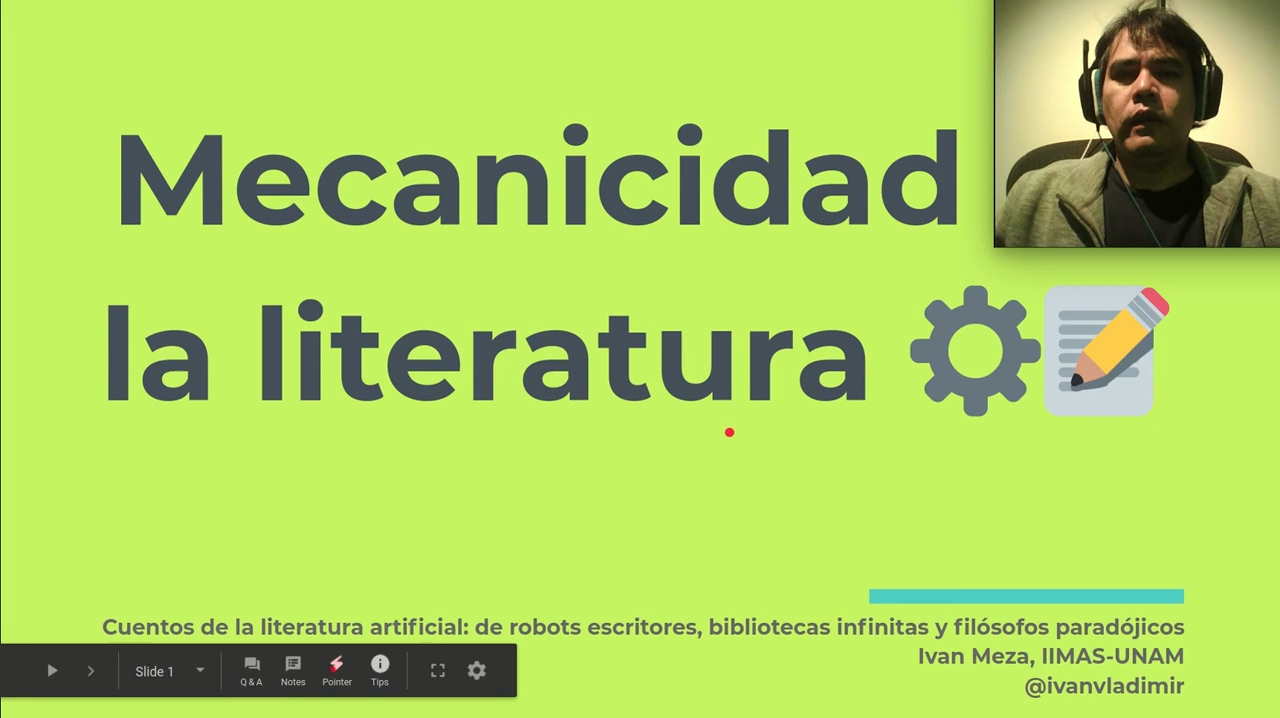 Mecanicidad
la literatura
Cuentos de la literatura artificial: de robots escritores, bibliotecas infinitas y filósofos paradójicos
Ivan Meza, IIMAS-UNAM
@ivanvladimir
Slide 1
Q & A
Notes
Pointer
Tips